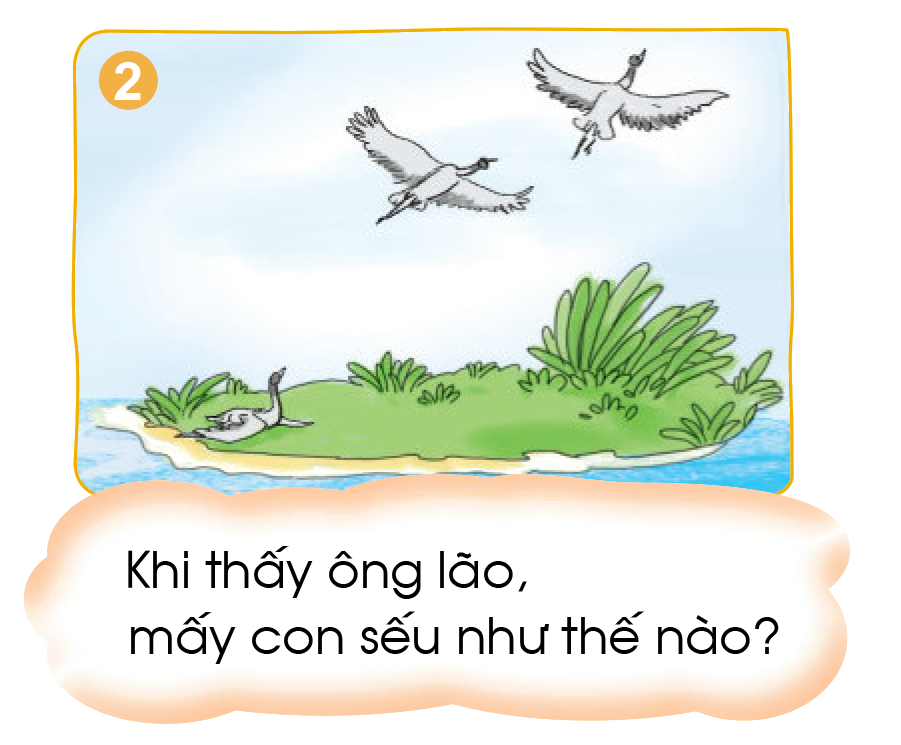 2
Khi thấy ông lão,
mấy con sếu như thế nào?